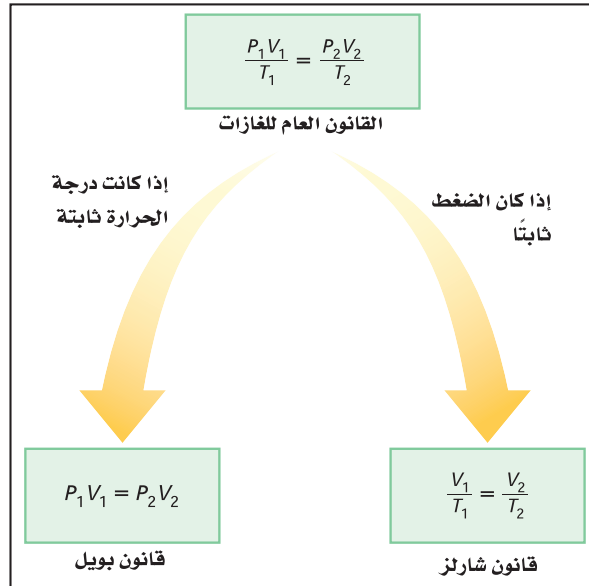 P₁V₁/T₁ = P₂V₂/T₂
القانون العام للغازات
إذا كان الضغط
ثابتًا
إذا كانت درجة
الحرارة ثابتة
V₁/T₁ = V₂/T₂
قانون شارلز
P₁V₁ = P₂V₂
قانون بويل